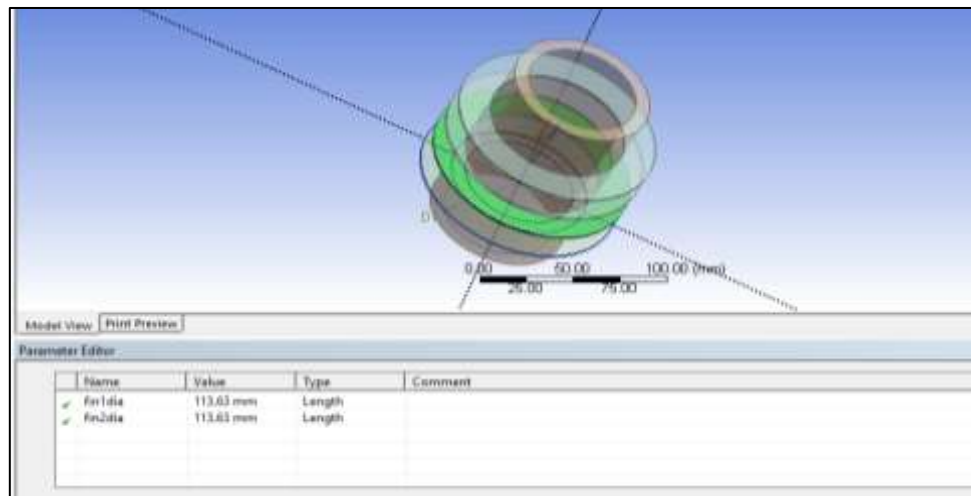 D
0.00 50.00 100.00 (mm)
25.00 75.00
Model View Print Preview
Parameter Editor
Name Value Type Comment
fin1dia 113.63 mm Length
fin2dia 113.63 mm Length